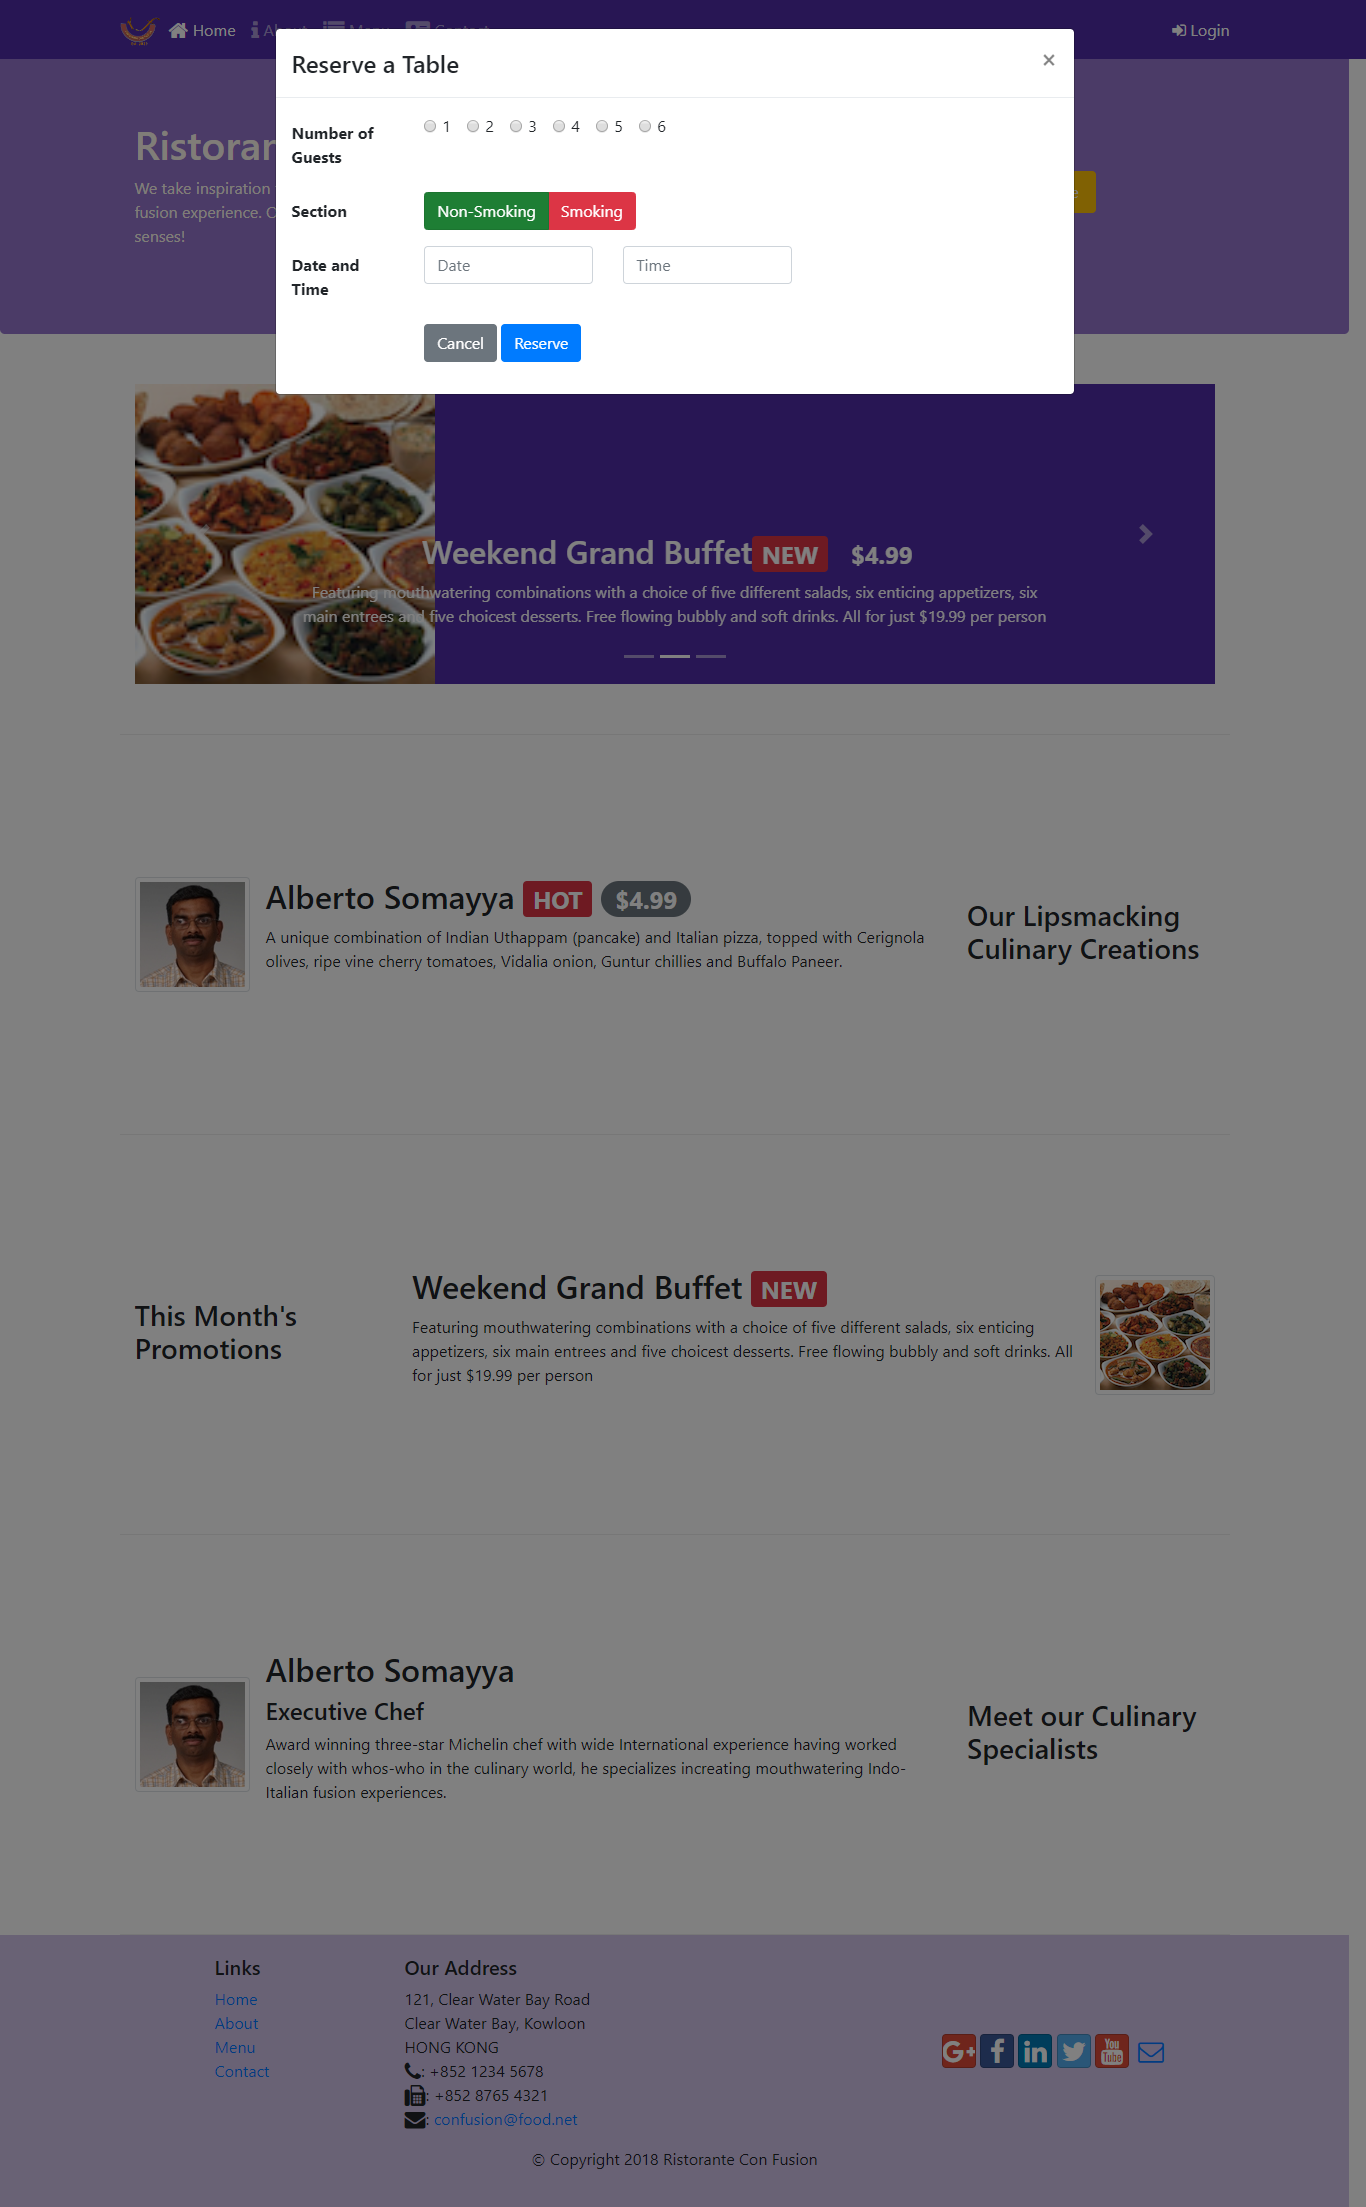 Home
Login
Reserve a Table
×
Number of
Guests
1 2 3 4 5 6
Section
Non-Smoking Smoking
Date and
Time
Date
Time
Cancel Reserve
We take inspiration
senses!
Weekend Grand Buffet NEW $4.99
Featuring mouthwatering combinations with a choice of five different salads, six enticing appetizers, six
main entrees and five choicest desserts. Free flowing bubbly and soft drinks. All for just $19.99 per person
Alberto Somayya HOT $4.99
A unique combination of Indian Uthappam (pancake) and Italian pizza, topped with Cerignola
olives, ripe vine cherry tomatoes, Vidalia onion, Guntur chillies and Buffalo Paneer.
Our Lipsmacking
Culinary Creations
This Month's
Promotions
Weekend Grand Buffet NEW
Featuring mouthwatering combinations with a choice of five different salads, six enticing
appetizers, six main entrees and five choicest desserts. Free flowing bubbly and soft drinks. All
for just $19.99 per person
Alberto Somayya
Executive Chef
Award winning three-star Michelin chef with wide International experience having worked
closely with whos-who in the culinary world, he specializes increating mouthwatering Indo-
Italian fusion experiences.
Meet our Culinary
Specialists
Links
Home
About
Menu
Contact
Our Address
121, Clear Water Bay Road
Clear Water Bay, Kowloon
HONG KONG
: +852 1234 5678
: +852 8765 4321
: confusion@food.net
You
Tube
© Copyright 2018 Ristorante Con Fusion